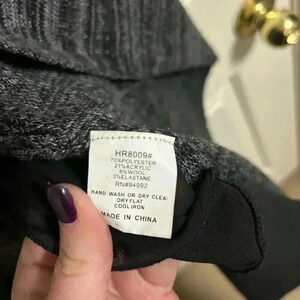 HR8009#
70%POLYESTER
21%ACRYLIC
6%WOOL
3%ELASTANE
RN#94992
HAND WASH OR DRY CLEAN
DRY FLAT
COOL IRON
MADE IN CHINA